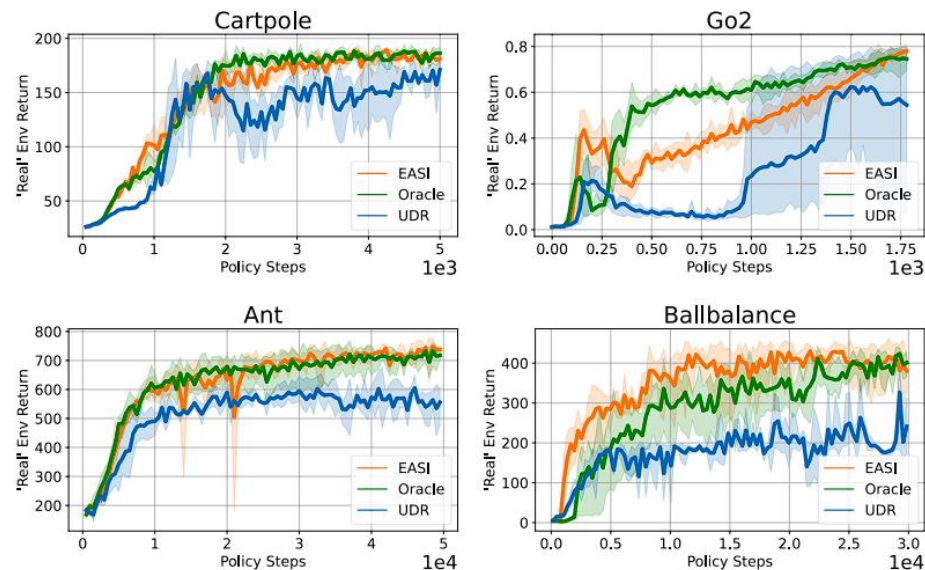 Cartpole
'Real' Env Return
200
150
100
50
0
1
2
3
4
5
Policy Steps
1e3
EASI
Oracle
UDR
Go2
'Real' Env Return
0.8
0.6
0.4
0.2
0.0
0.0
0.25
0.50
0.75
1.00
1.25
1.50
1.75
Policy Steps
1e3
EASI
Oracle
UDR
Ant
'Real' Env Return
800
700
600
500
400
300
200
0
1
2
3
4
5
Policy Steps
1e4
EASI
Oracle
UDR
Ballbalance
'Real' Env Return
400
300
200
100
0
0.0
0.5
1.0
1.5
2.0
2.5
3.0
Policy Steps
1e4
EASI
Oracle
UDR